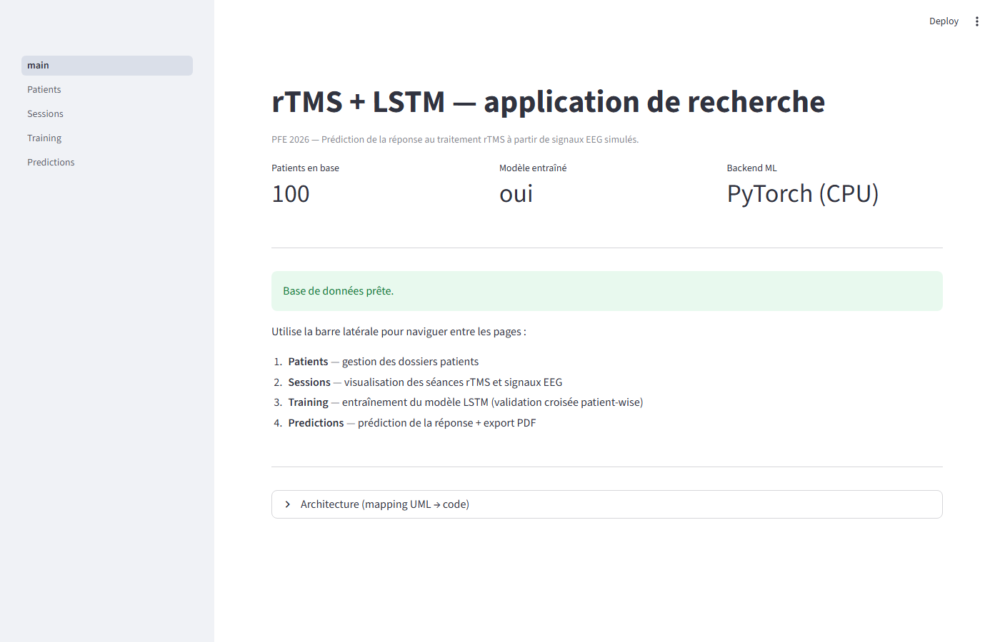 Deploy
main
Patients
Sessions
Training
Predictions
rTMS + LSTM — application de recherche
PFE 2026 — Prédiction de la réponse au traitement rTMS à partir de signaux EEG simulés.
Patients en base
100
Modèle entraîné
oui
Backend ML
PyTorch (CPU)
Base de données prête.
Utilise la barre latérale pour naviguer entre les pages :
1. Patients — gestion des dossiers patients
2. Sessions — visualisation des séances rTMS et signaux EEG
3. Training — entraînement du modèle LSTM (validation croisée patient-wise)
4. Predictions — prédiction de la réponse + export PDF
Architecture (mapping UML → code)